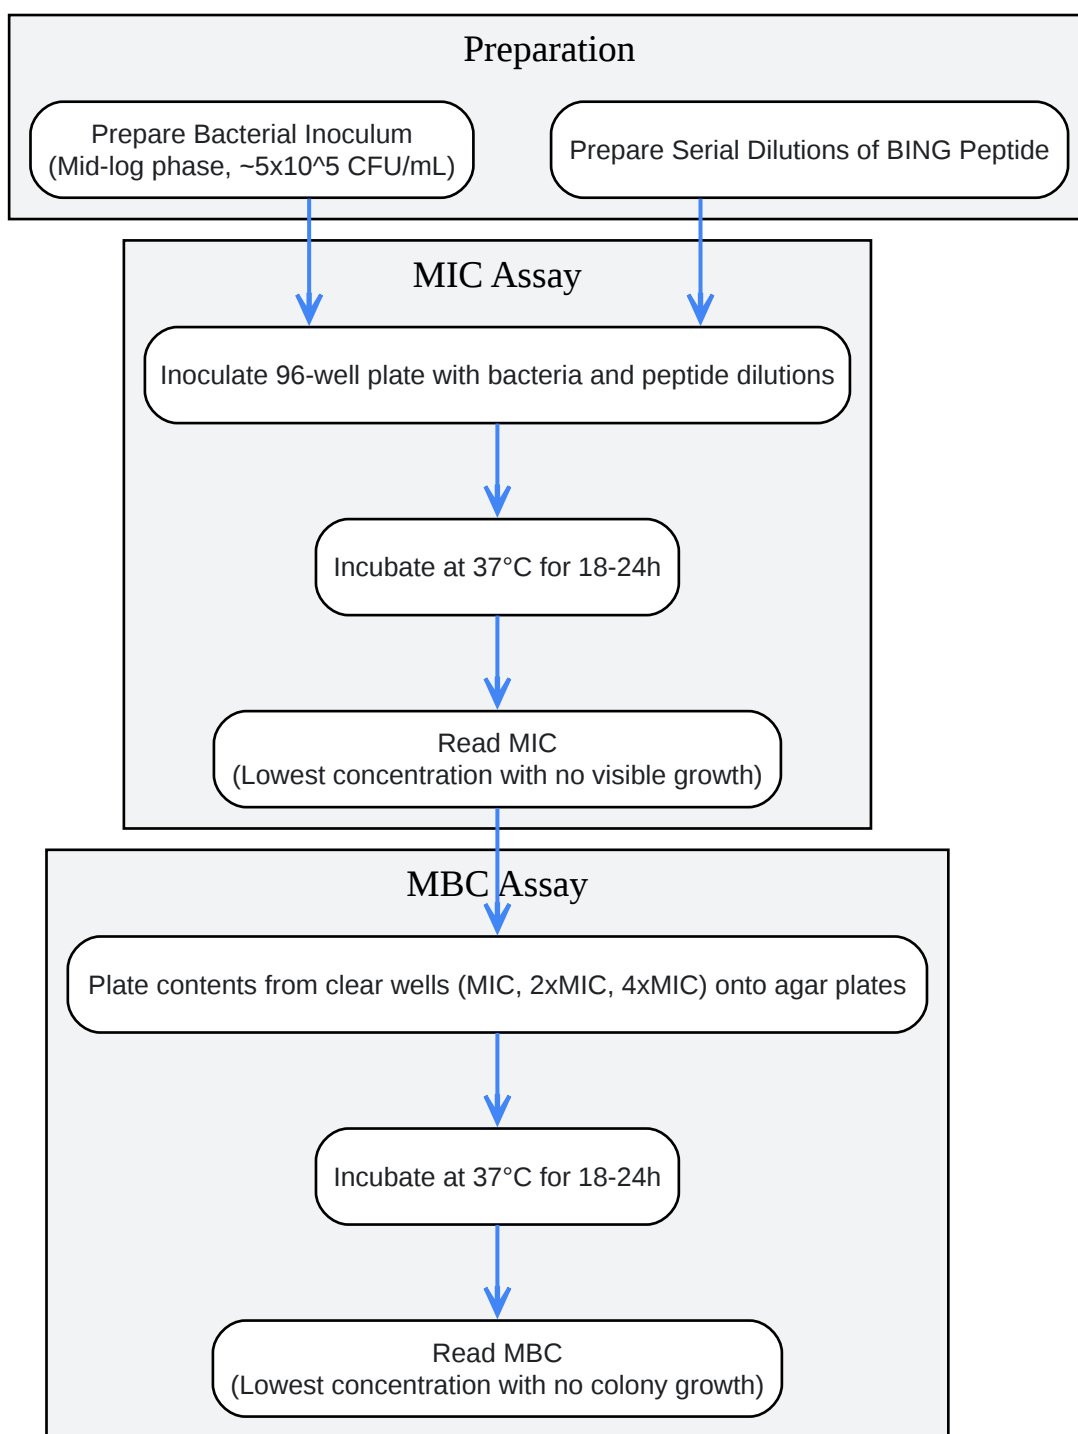 Preparation
Prepare Bacterial Inoculum
(Mid-log phase, ~5x10^5 CFU/mL)
Prepare Serial Dilutions of BING Peptide
MIC Assay
Inoculate 96-well plate with bacteria and peptide dilutions
Incubate at 37°C for 18-24h
Read MIC
(Lowest concentration with no visible growth)
MBC Assay
Plate contents from clear wells (MIC, 2xMIC, 4xMIC) onto agar plates
Incubate at 37°C for 18-24h
Read MBC
(Lowest concentration with no colony growth)